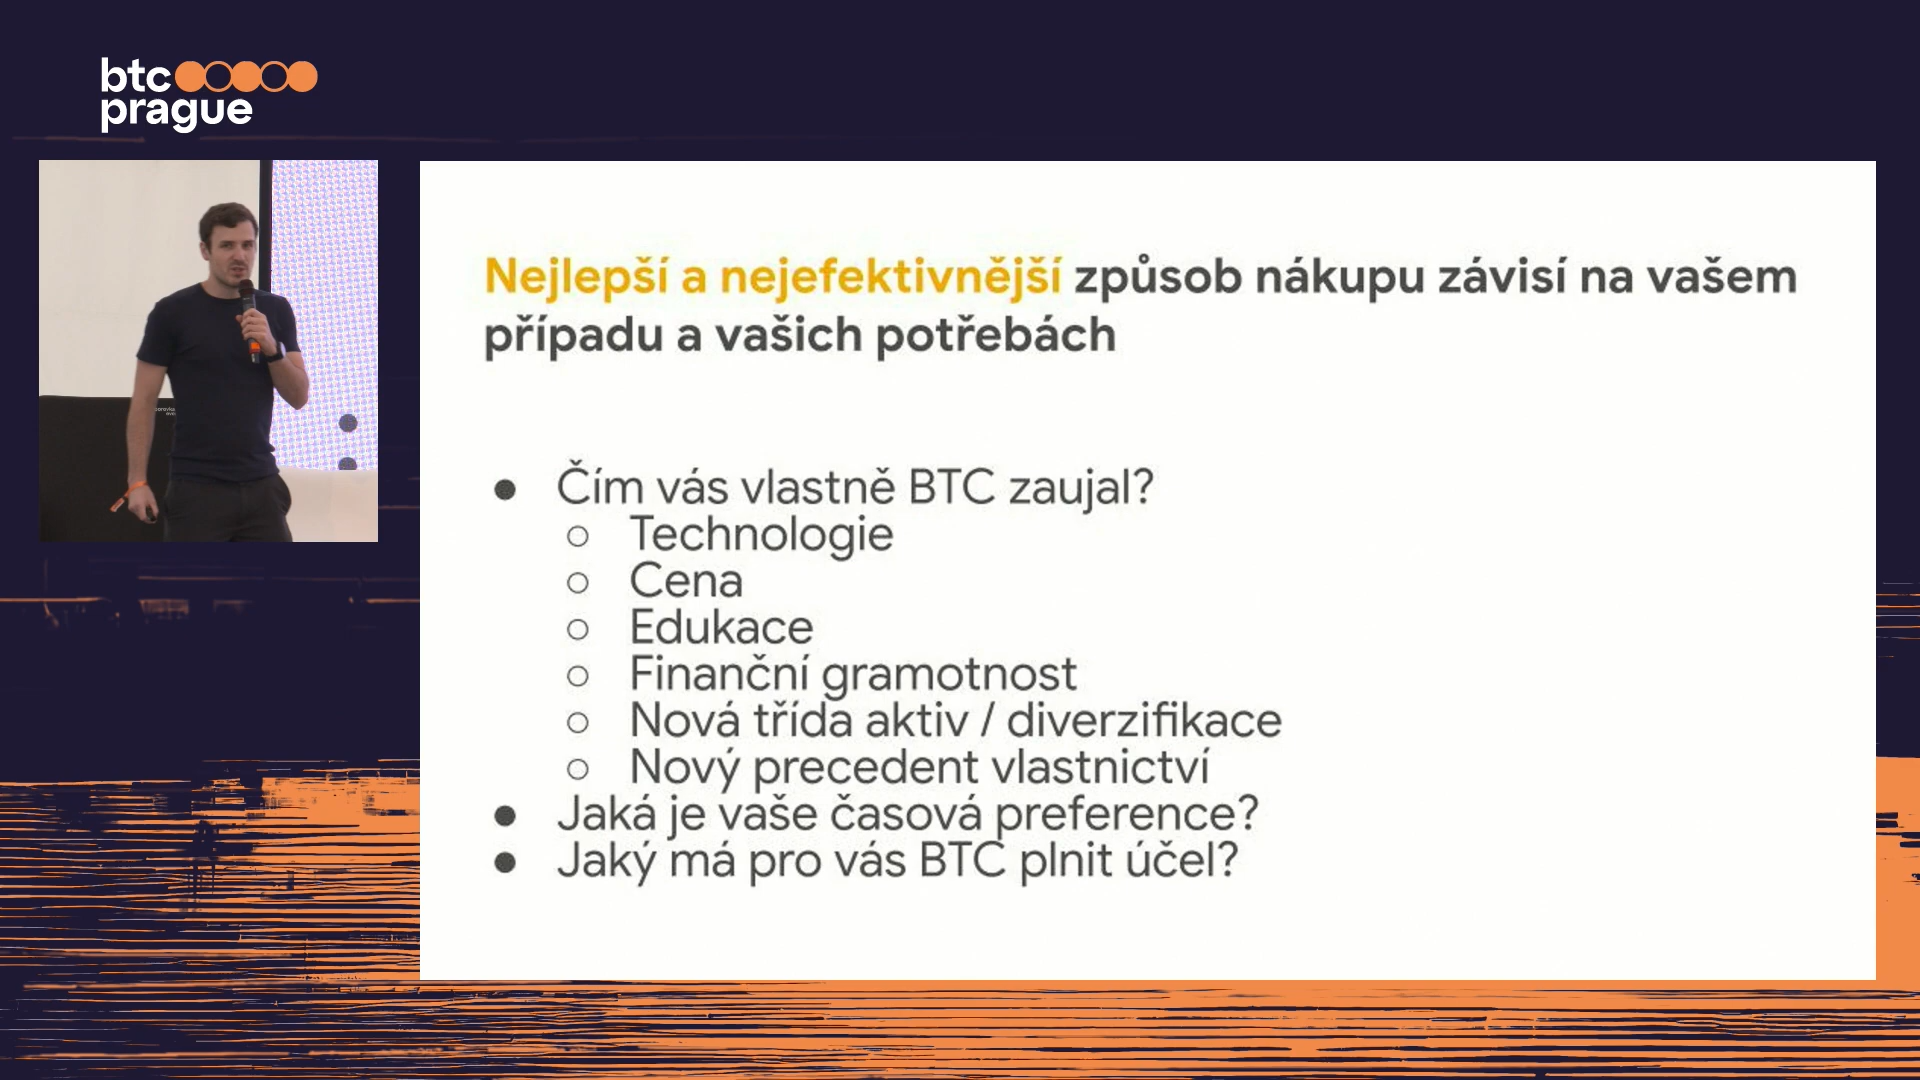 btc
prague
Nejlepší a nejefektivnější způsob nákupu závisí na vašem
případu a vašich potřebách
● Čím vás vlastně BTC zaujal?
○ Technologie
○ Cena
○ Edukace
○ Finanční gramotnost
○ Nová třída aktiv / diverzifikace
○ Nový precedent vlastnictví
● Jaká je vaše časová preference?
● Jaký má pro vás BTC plnit účel?